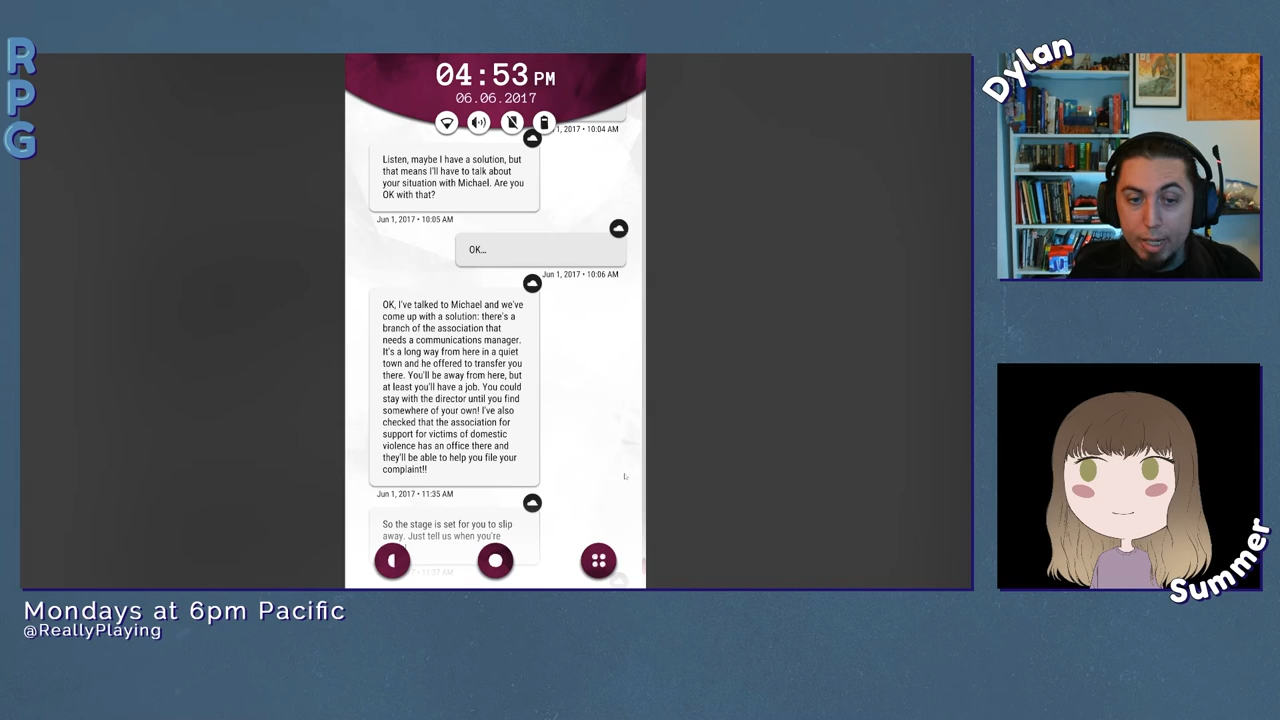 RPG
04:53 PM
06.06.2017
1, 2017 • 10:04 AM
Listen, maybe I have a solution, but
that means I'll have to talk about
your situation with Michael. Are you
OK with that?
Jun 1, 2017 • 10:05 AM
OK...
Jun 1, 2017 • 10:06 AM
OK, I've talked to Michael and we've
come up with a solution: there's a
branch of the association that
needs a communications manager.
It's a long way from here in a quiet
town and he offered to transfer you
there. You'll be away from here, but
at least you'll have a job. You could
stay with the director until you find
somewhere of your own! I've also
checked that the association for
support for victims of domestic
violence has an office there and
they'll be able to help you file your
complaint!!
Jun 1, 2017 • 11:35 AM
So the stage is set for you to slip
away. Just tell us when you're
11:37 AM
Dylan
Summer
Mondays at 6pm Pacific
@ReallyPlaying